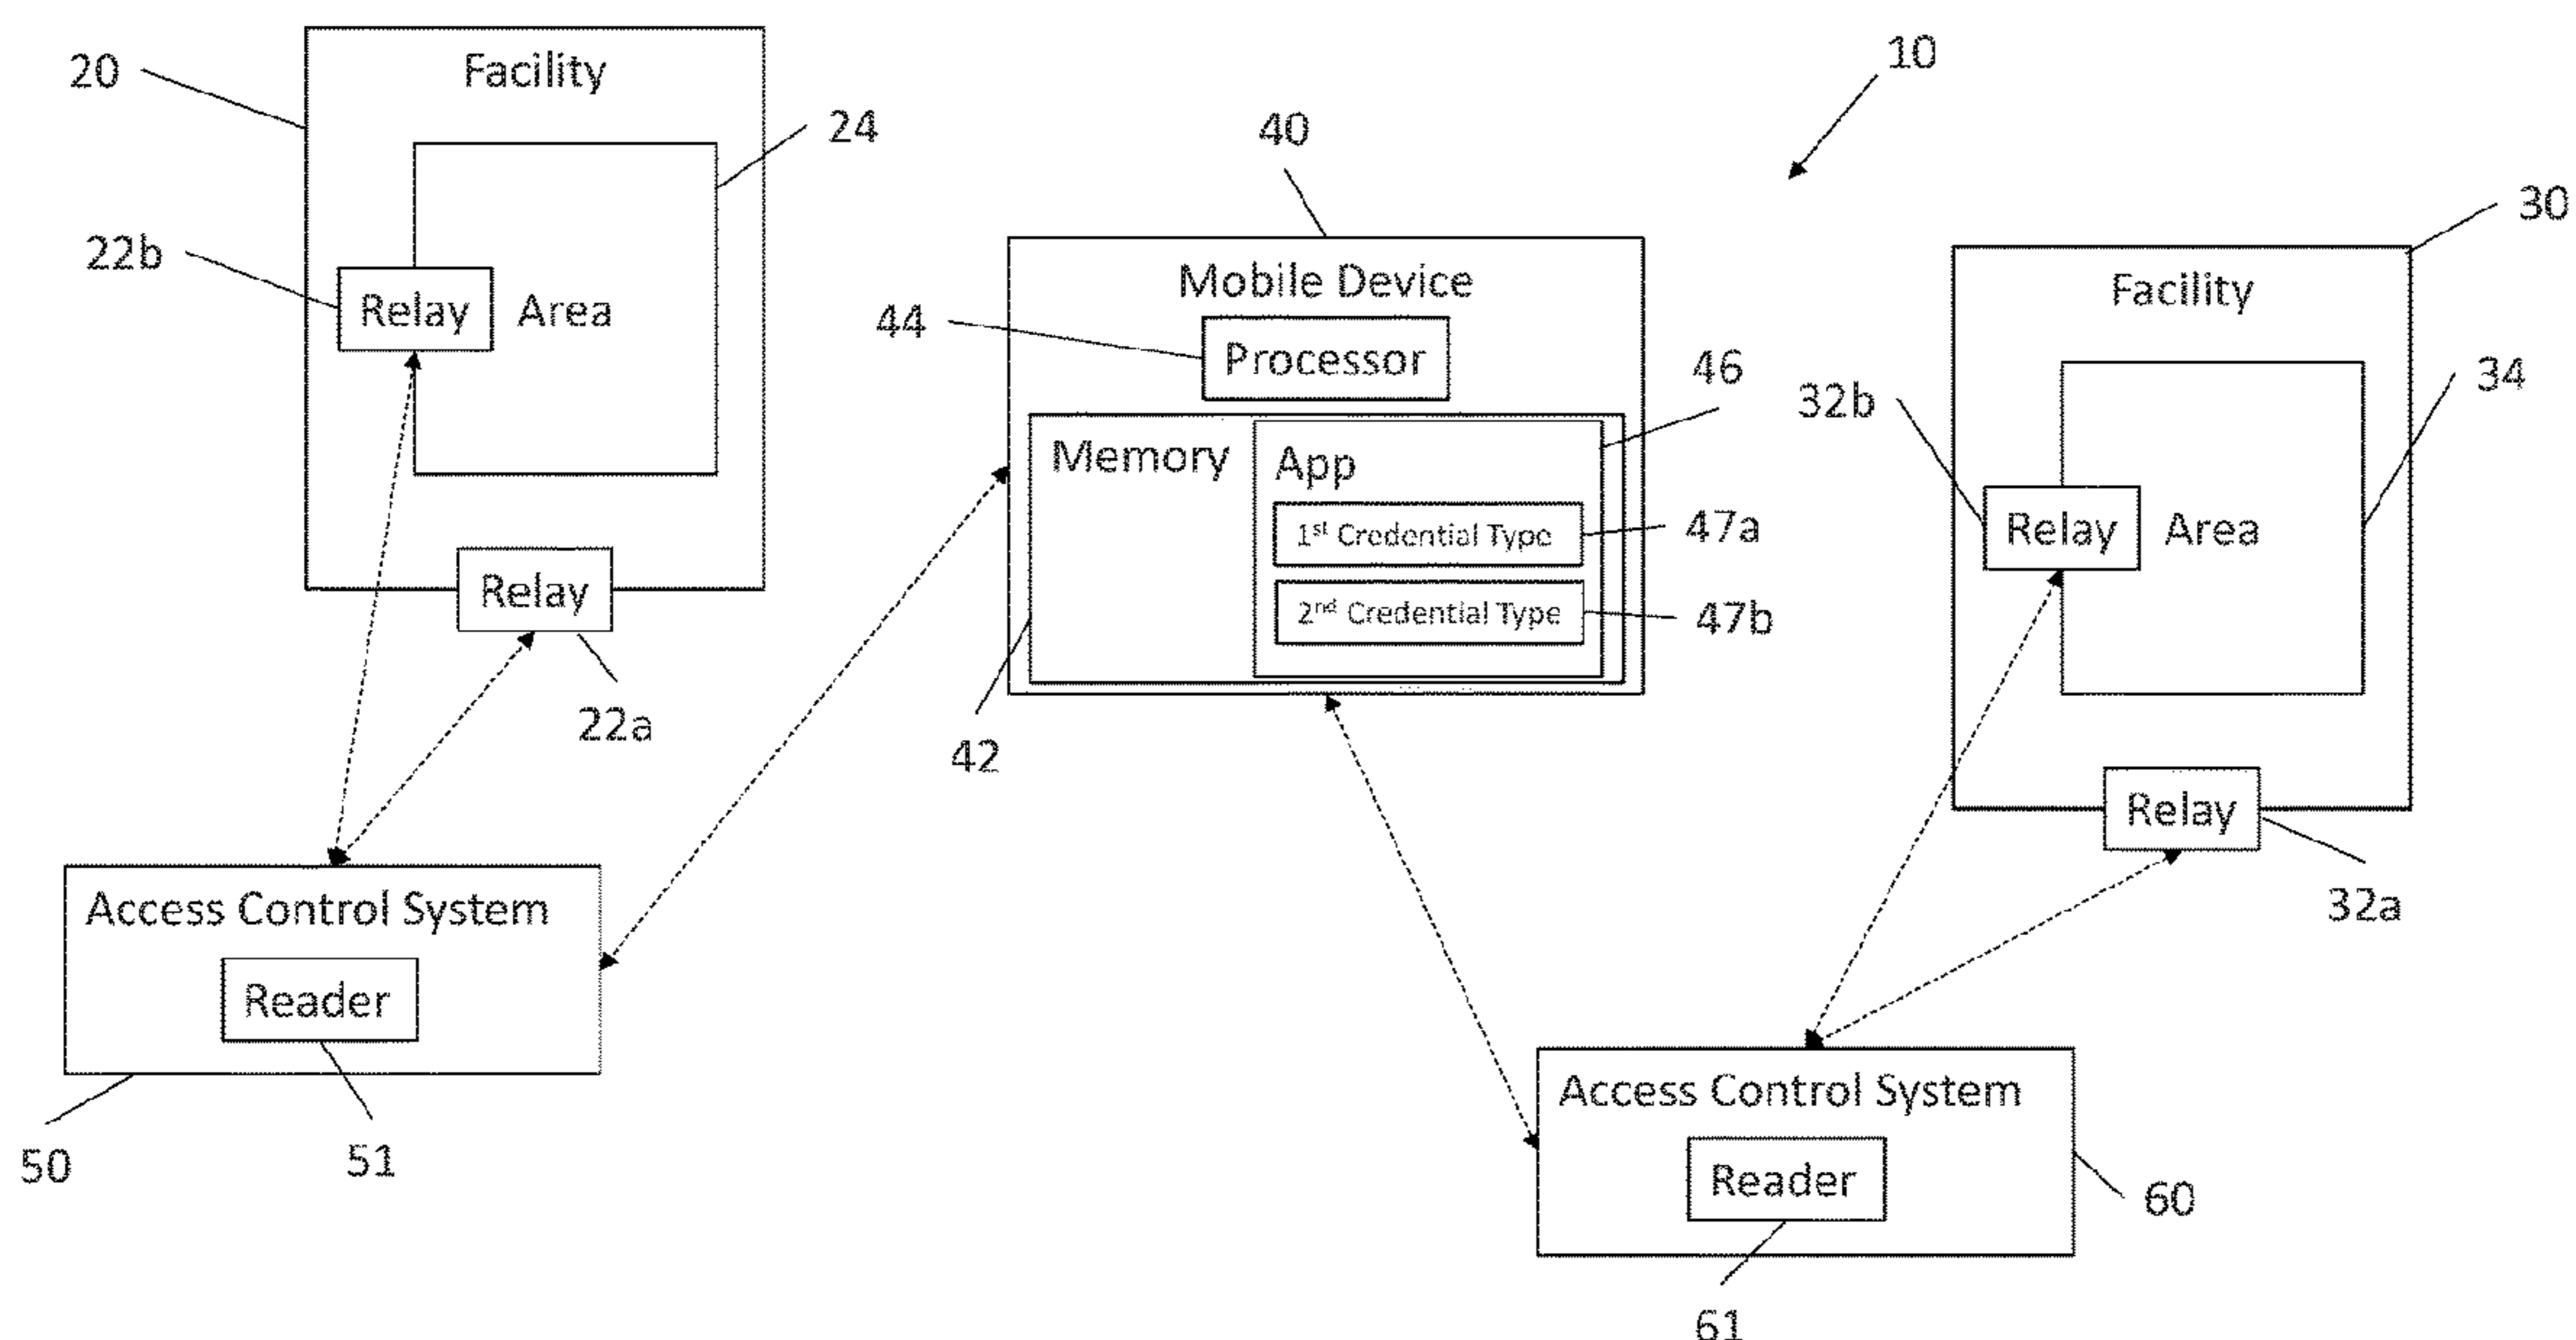 10
20
Facility
24
40
30
22b
Relay
Area
Mobile Device
Facility
44
Processor
46
34
32b
Memory
App
1st Credential Type
47a
Relay
Area
2nd Credential Type
47b
Relay
22a
42
Relay
32a
Access Control System
Reader
50
51
Access Control System
Reader
60
61